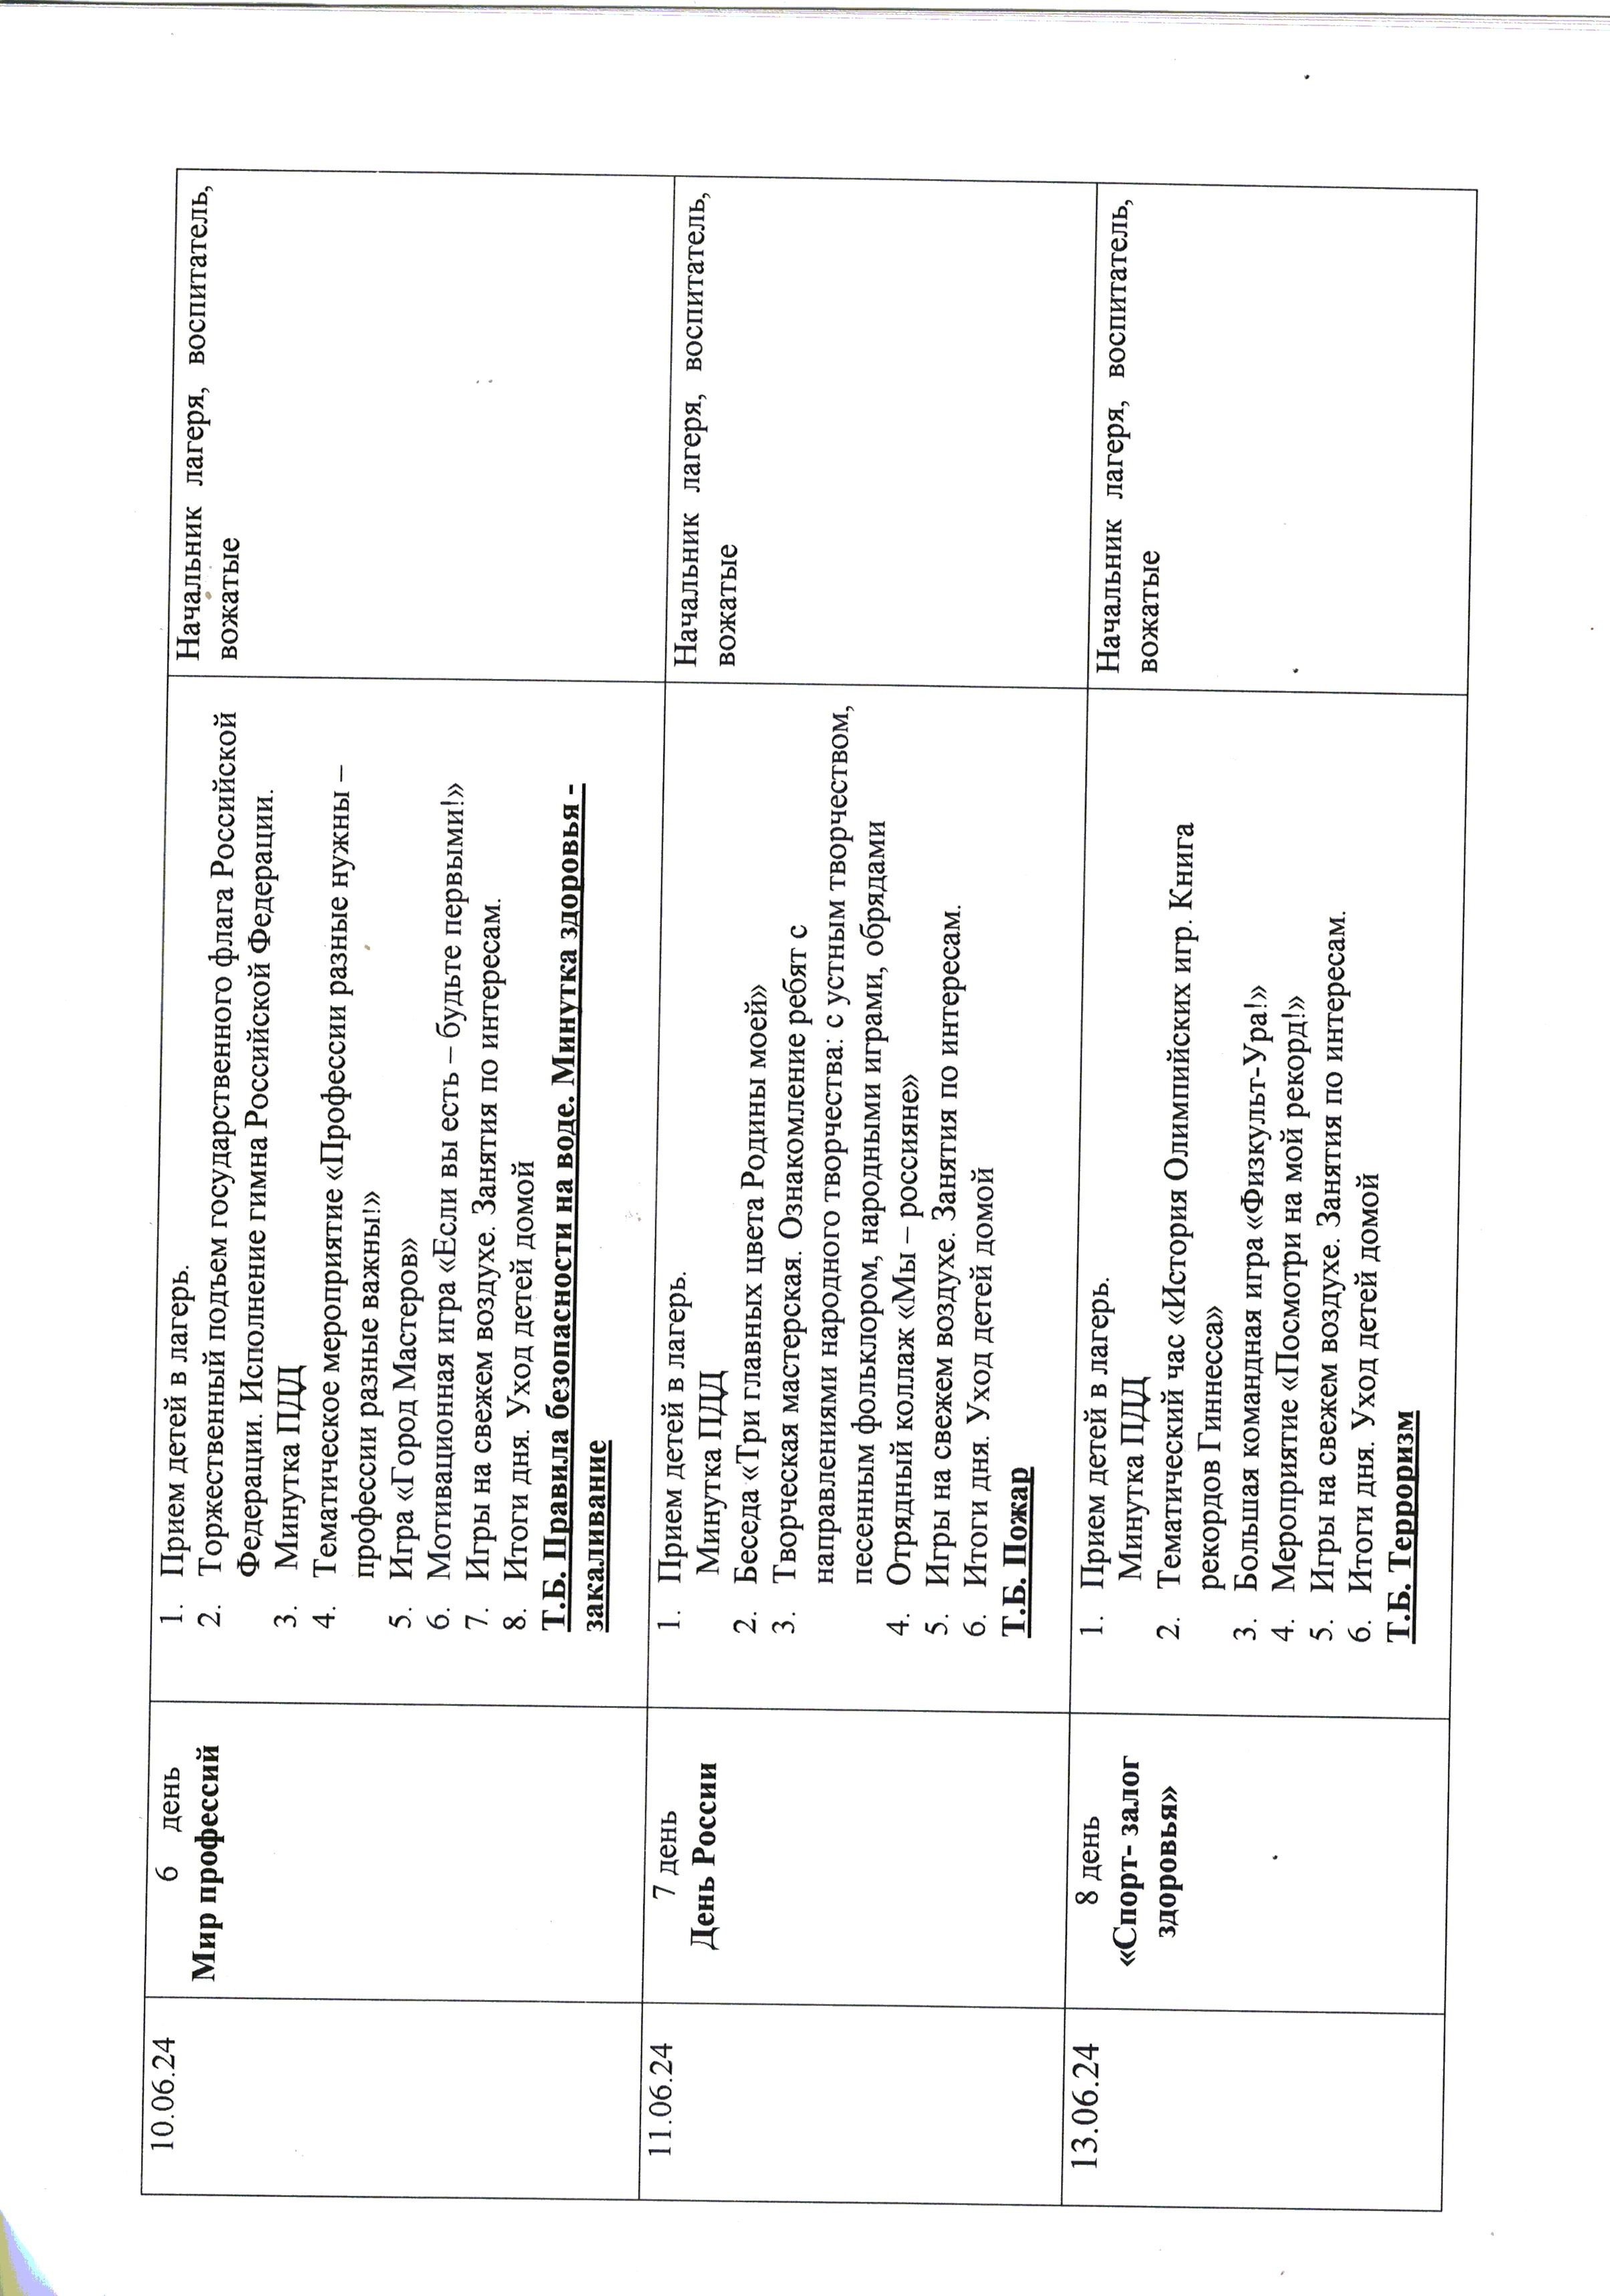 10.06.24
6 день
Мир профессий
1. Прием детей в лагерь.
2. Торжественный подъем государственного флага Российской
Федерации. Исполнение гимна Российской Федерации.
3. Минутка ПДД
4. Тематическое мероприятие «Профессии разные нужны –
профессии разные важны!»
5. Игра «Город Мастеров»
6. Мотивационная игра «Если вы есть – будьте первыми!»
7. Игры на свежем воздухе. Занятия по интересам.
8. Итоги дня. Уход детей домой
Т.Б. Правила безопасности на воде. Минутка здоровья -
закаливание
Начальник лагеря, воспитатель,
вожатые
11.06.24
7 день
День России
1. Прием детей в лагерь.
Минутка ПДД
2. Беседа «Три главных цвета Родины моей»
3. Творческая мастерская. Ознакомление ребят с
направлениями народного творчества: с устным творчеством,
песенным фольклором, народными играми, обрядами
4. Отрядный коллаж «Мы – россияне»
5. Игры на свежем воздухе. Занятия по интересам.
6. Итоги дня. Уход детей домой
Т.Б. Пожар
Начальник лагеря, воспитатель,
вожатые
13.06.24
8 день
«Спорт- залог
здоровья»
1. Прием детей в лагерь.
Минутка ПДД
2. Тематический час «История Олимпийских игр. Книга
рекордов Гиннесса»
3. Большая командная игра «Физкульт-Ура!»
4. Мероприятие «Посмотри на мой рекорд!»
5. Игры на свежем воздухе. Занятия по интересам.
6. Итоги дня. Уход детей домой
Т.Б. Терроризм
Начальник лагеря, воспитатель,
вожатые